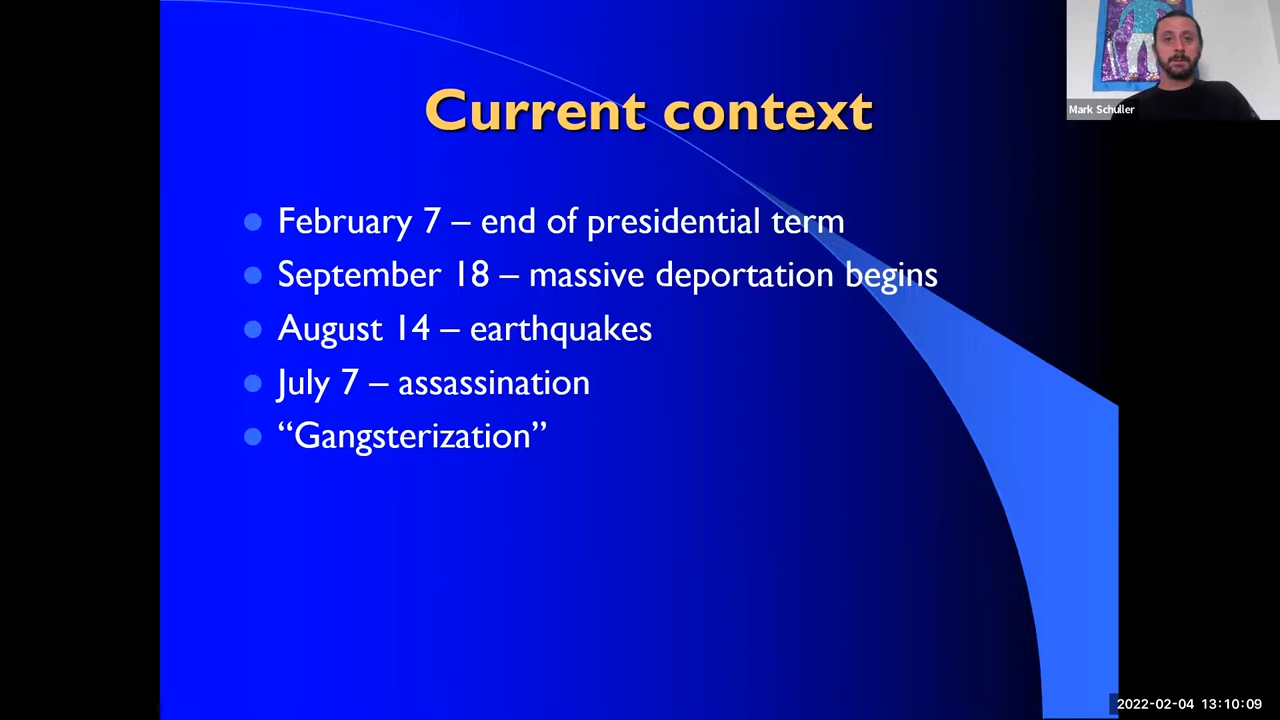 Current context
Mark Schuller
February 7 – end of presidential term
September 18 – massive deportation begins
August 14 – earthquakes
July 7 – assassination
“Gangsterization”
2022-02-04 13:10:09